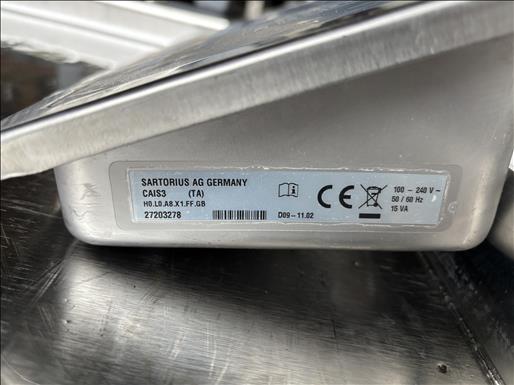 SARTORIUS AG GERMANY
CAIS3 (TA)
H0.L0.A8.X1.FF.GB
27203278
D09-11.02
CE
100 - 240 V ~
50 / 60 Hz
15 VA